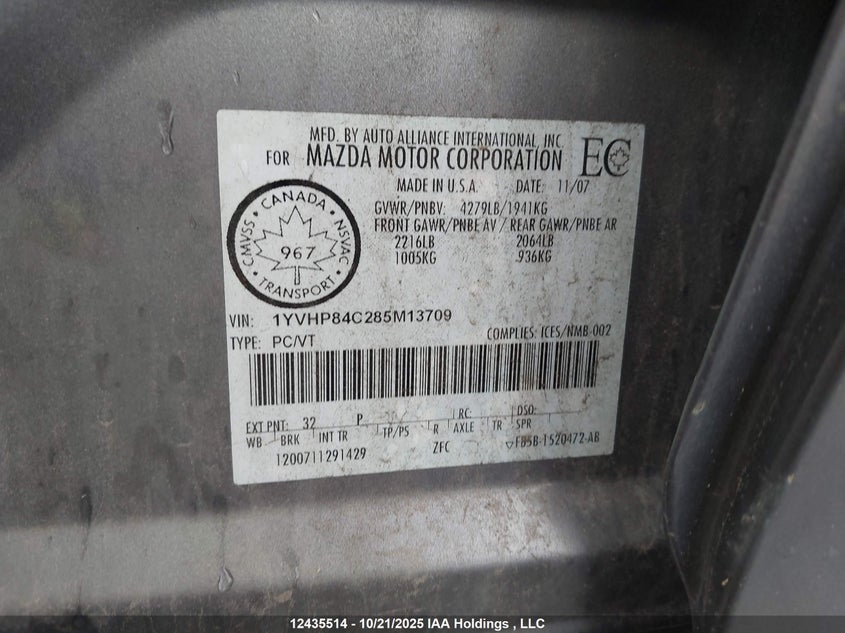 MFD. BY AUTO ALLIANCE INTERNATIONAL, INC
FOR MAZDA MOTOR CORPORATION EC
MADE IN U.S.A. DATE: 11/07
GVWR/PNBV: 4279LB/1941KG
FRONT GAWR/PNBE AV / REAR GAWR/PNBE AR
2216LB 2064LB
1005KG 936KG
CMVSS • CANADA • NSVAC • TRANSPORT •
967
VIN: 1YVHP84C285M13709
TYPE: PC/VT COMPLIES: ICES/NMB-002
EXT PNT: 32 P RC: DSO:
WB BRK INT TR TP/PS R AXLE TR SPR
1200711291429 ZFC F85B-1520472-AB
12435514 - 10/21/2025 IAA Holdings , LLC